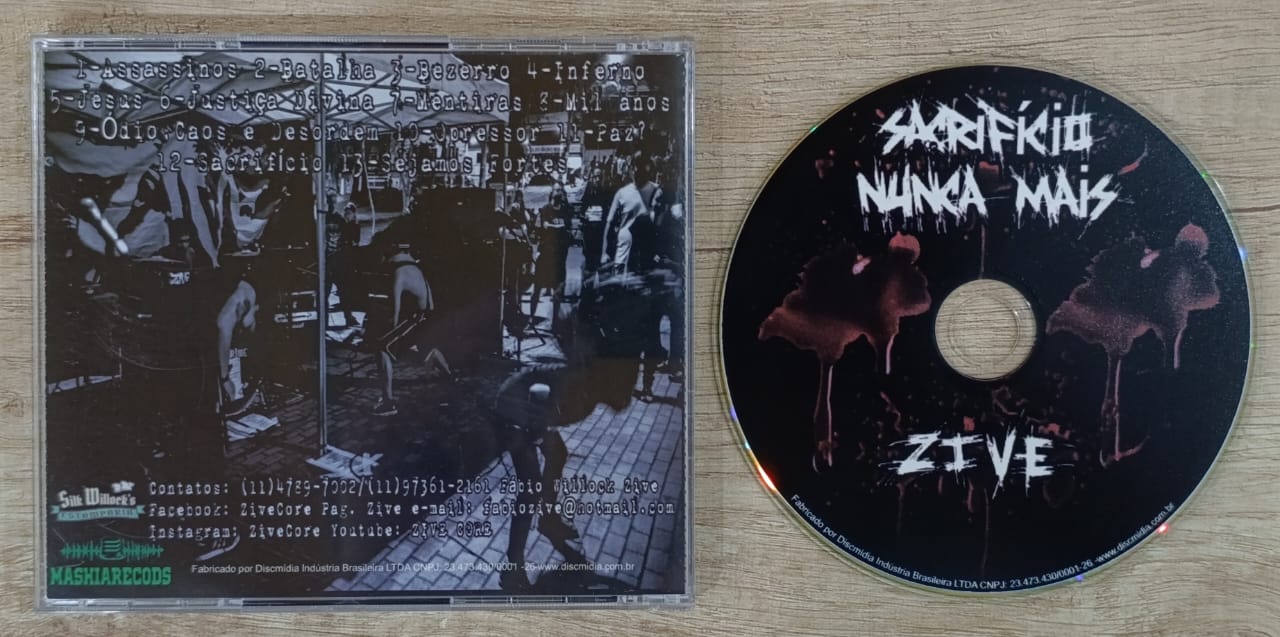 1-Assassinos 2-Batalha 3-Bezerro 4-Inferno
5-Jesus 6-Justiça Divina 7-Mentiras 8-Mil anos
9-Ódio,Caos e Desordem 10-Opressor 11-Paz?
12-Sacrifício 13-Sejamos Fortes
Silk Willock's
Estamparia
Contatos: (11)4789-7002/(11)97361-2161 Fábio Willock Zive
Facebook: ZiveCore Pag. Zive e-mail: fabiozive@hotmail.com
Instagram: ZiveCore Youtube: ZIVE CORE
MASKIARECODS
Fabricado por Discmídia Indústria Brasileira LTDA CNPJ: 23.473.430/0001 -26-www.discmidia.com.br
SACRIFÍCIO
NUNCA MAIS
ZIVE
Fabricado por Discmídia Indústria Brasileira LTDA CNPJ: 23.473.430/0001-26 -www.discmidia.com.br